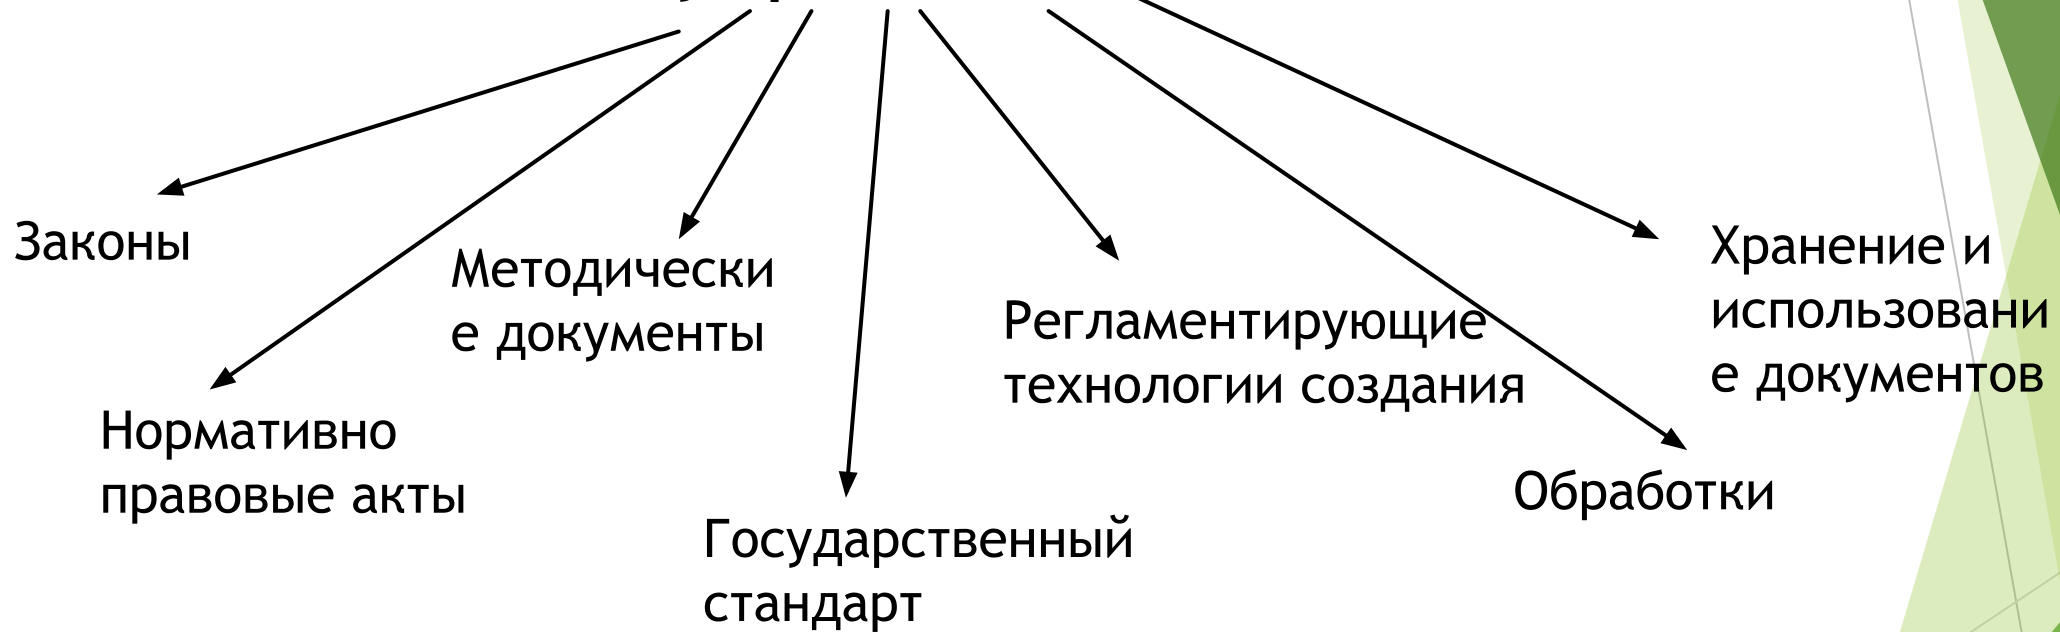 Законы
Методически
е документы
Хранение и
использовани
е документов
Регламентирующие
технологии создания
Нормативно
правовые акты
Обработки
Государственный
стандарт